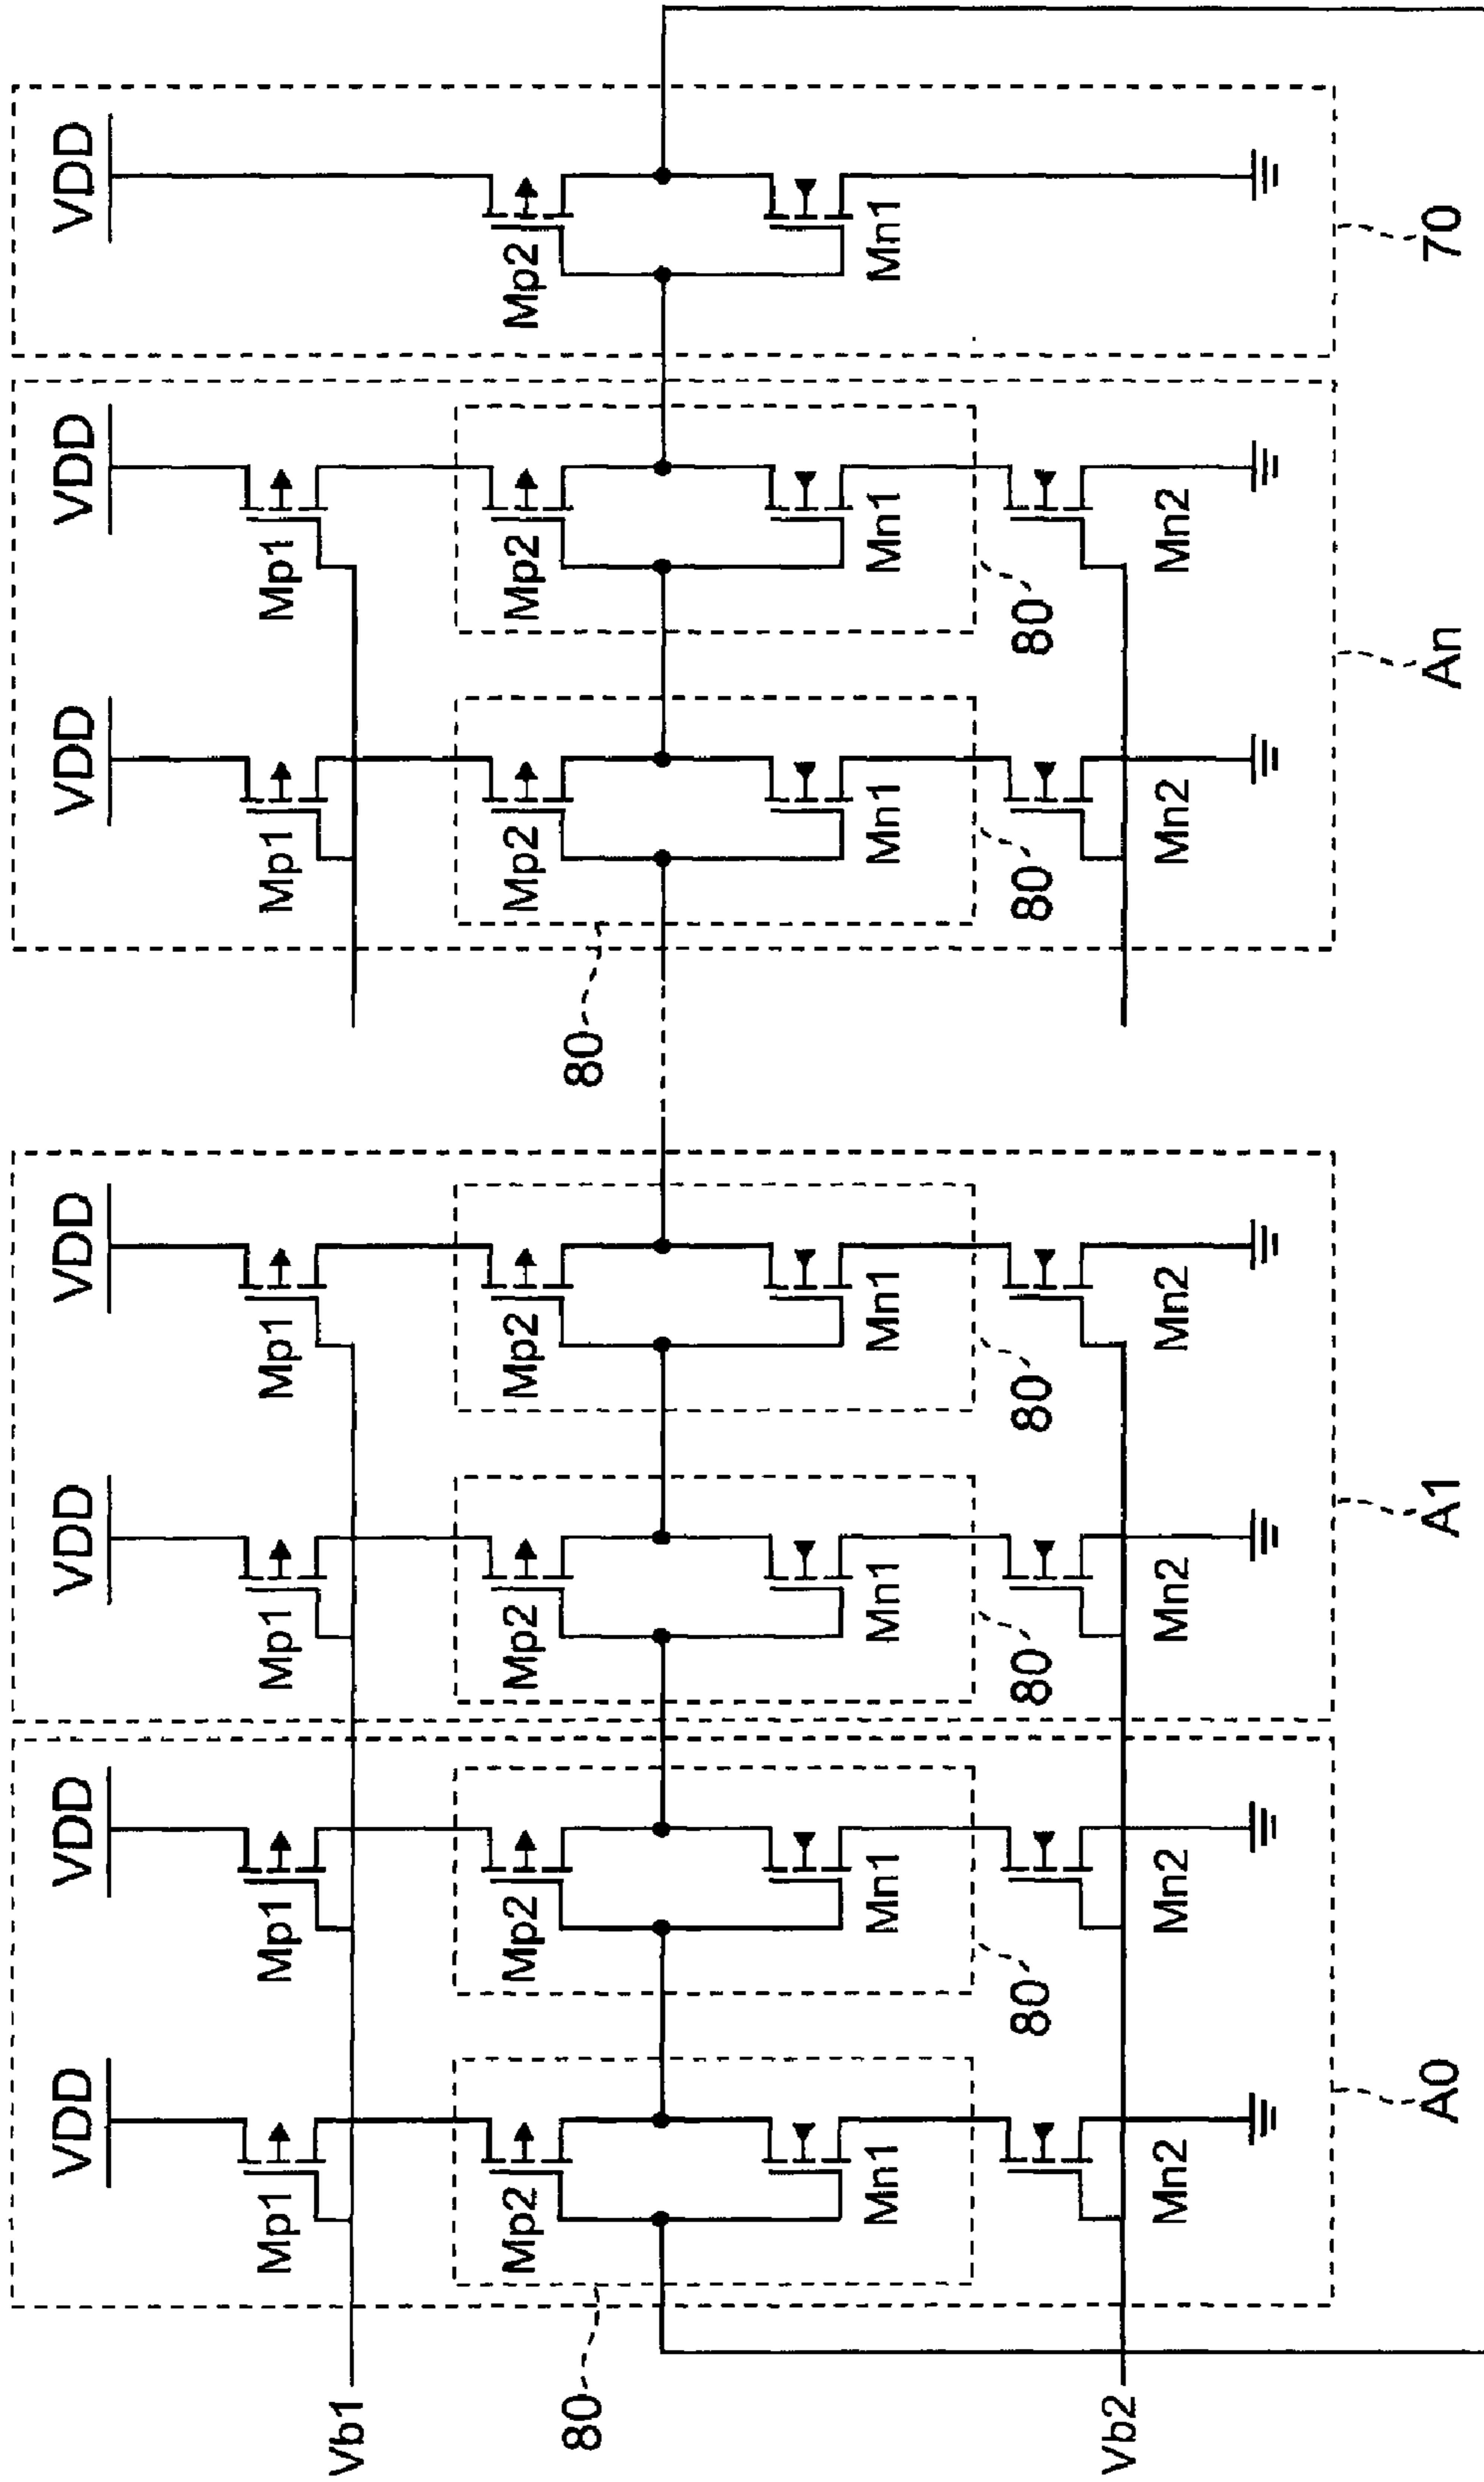 VDD VDD VDD VDD VDD VDD VDD
Mp1 Mp1 Mp1 Mp1 Mp1 Mp1
Vb1
Mp2 Mp2 Mp2 Mp2 Mp2 Mp2 Mp2
80 80
Mn1 Mn1 Mn1 Mn1 Mn1 Mn1 Mn1
80 80 80 80 80
Vb2
Mn2 Mn2 Mn2 Mn2 Mn2 Mn2
A0 A1 An 70